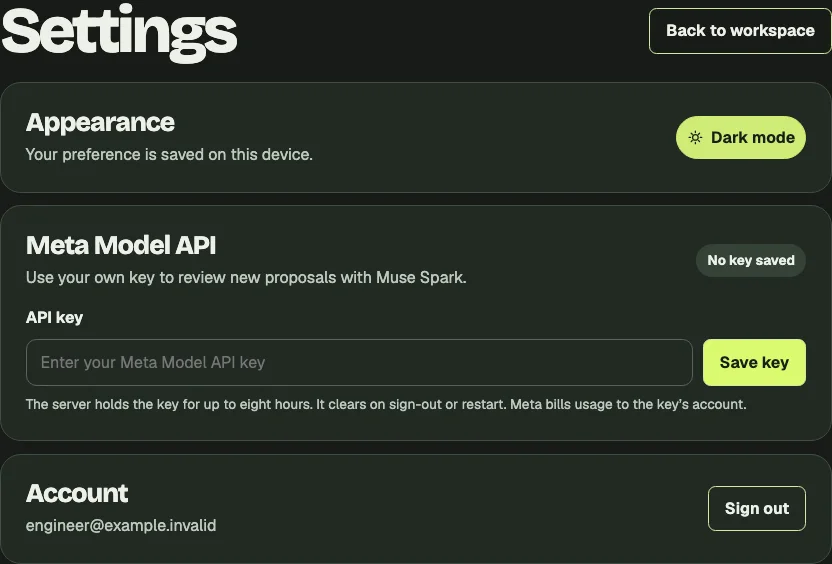 Settings
Back to workspace
Appearance
Your preference is saved on this device.
Dark mode
Meta Model API
Use your own key to review new proposals with Muse Spark.
No key saved
API key
Enter your Meta Model API key
Save key
The server holds the key for up to eight hours. It clears on sign-out or restart. Meta bills usage to the key's account.
Account
engineer@example.invalid
Sign out